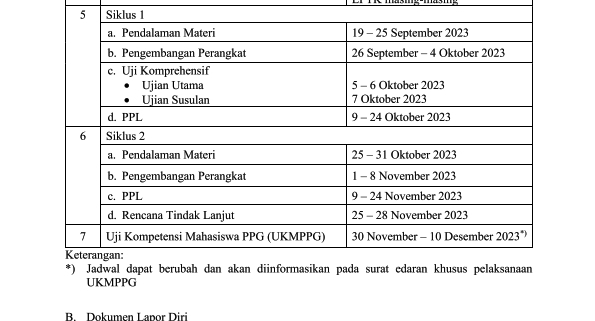 LPTK masing-masing
5 Siklus 1
a. Pendalaman Materi 19 – 25 September 2023
b. Pengembangan Perangkat 26 September – 4 Oktober 2023
c. Uji Komprehensif
• Ujian Utama 5 – 6 Oktober 2023
• Ujian Susulan 7 Oktober 2023
d. PPL 9 – 24 Oktober 2023
6 Siklus 2
a. Pendalaman Materi 25 – 31 Oktober 2023
b. Pengembangan Perangkat 1 – 8 November 2023
c. PPL 9 – 24 November 2023
d. Rencana Tindak Lanjut 25 – 28 November 2023
7 Uji Kompetensi Mahasiswa PPG (UKMPPG) 30 November – 10 Desember 2023*)
Keterangan:
*) Jadwal dapat berubah dan akan diinformasikan pada surat edaran khusus pelaksanaan
UKMPPG
B. Dokumen Lapor Diri